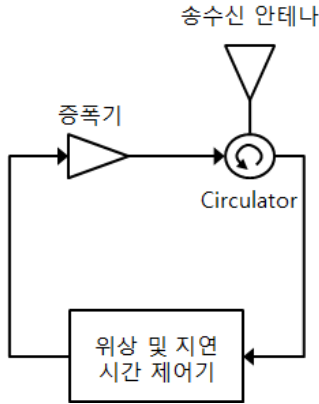 송수신 안테나
증폭기
Circulator
위상 및 지연
시간 제어기